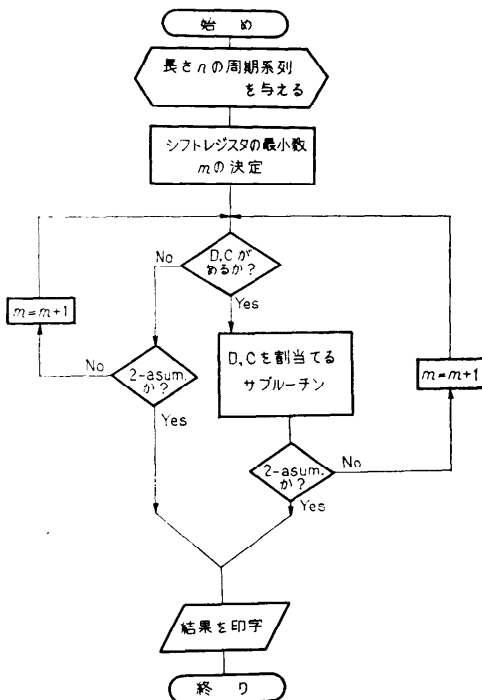 始め
長さnの周期系列
を与える
シフトレジスタの最小数
mの決定
D,Cが
あるか?
No
Yes
m=m+1
D,Cを割当てる
サブルーチン
No
2-asum.
か?
Yes
m=m+1
2-asum.
か?
No
Yes
結果を印字
終り